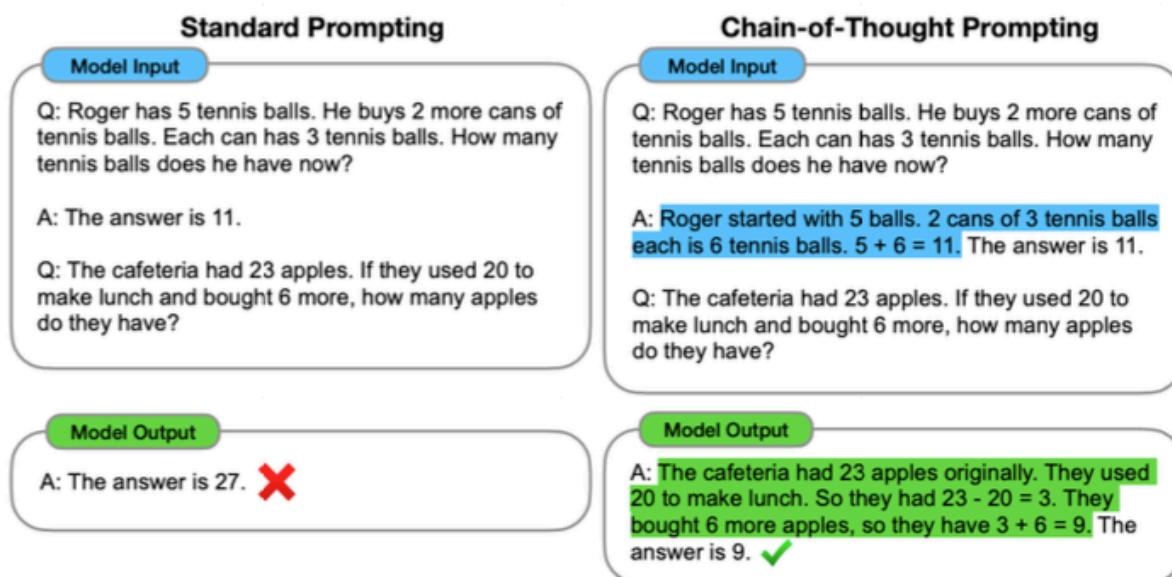 Standard Prompting
Model Input
Q: Roger has 5 tennis balls. He buys 2 more cans of
tennis balls. Each can has 3 tennis balls. How many
tennis balls does he have now?
A: The answer is 11.
Q: The cafeteria had 23 apples. If they used 20 to
make lunch and bought 6 more, how many apples
do they have?
Model Output
A: The answer is 27.
Chain-of-Thought Prompting
Model Input
Q: Roger has 5 tennis balls. He buys 2 more cans of
tennis balls. Each can has 3 tennis balls. How many
tennis balls does he have now?
A: Roger started with 5 balls. 2 cans of 3 tennis balls
each is 6 tennis balls. 5 + 6 = 11. The answer is 11.
Q: The cafeteria had 23 apples. If they used 20 to
make lunch and bought 6 more, how many apples
do they have?
Model Output
A: The cafeteria had 23 apples originally. They used
20 to make lunch. So they had 23 - 20 = 3. They
bought 6 more apples, so they have 3 + 6 = 9. The
answer is 9.